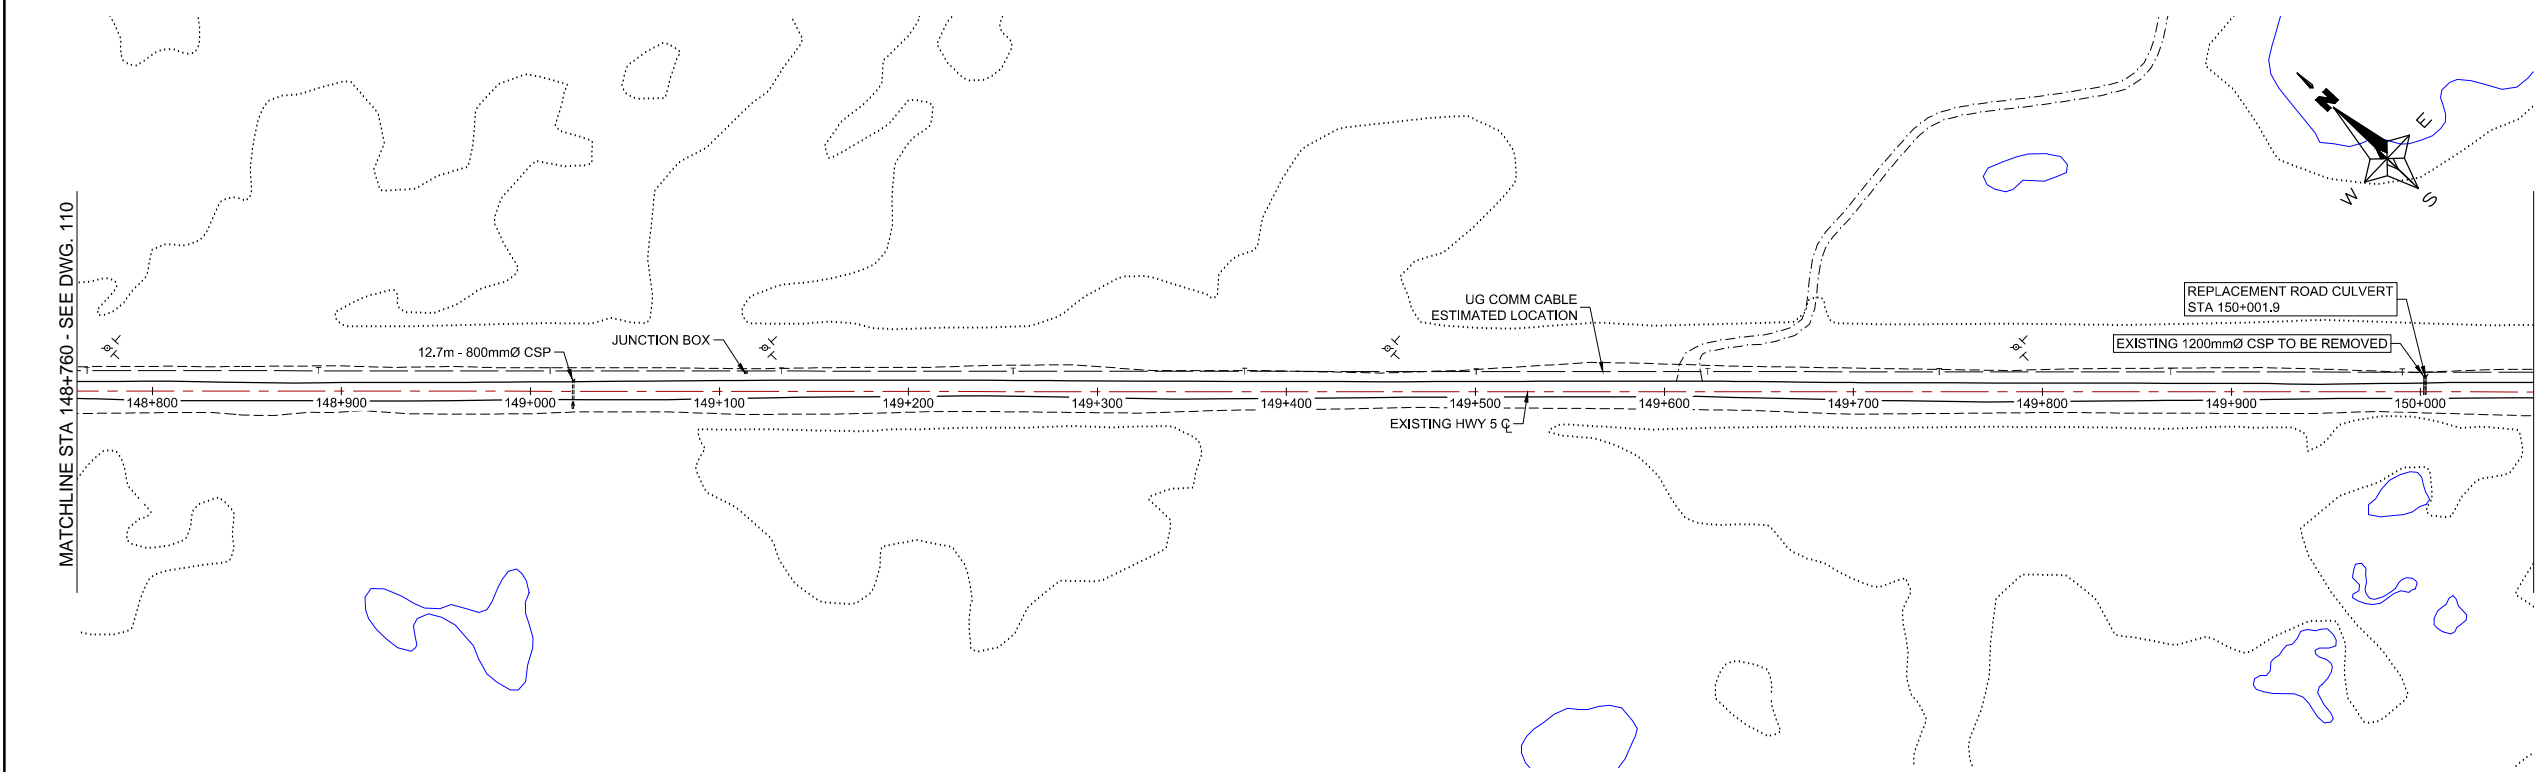 MATCHLINE STA 148+760 - SEE DWG. 110
N
E
W
S
REPLACEMENT ROAD CULVERT
STA 150+001.9
UG COMM CABLE
ESTIMATED LOCATION
JUNCTION BOX
EXISTING 1200mmØ CSP TO BE REMOVED
12.7m - 800mmØ CSP
148+800
148+900
149+000
149+100
149+200
149+300
149+400
149+500
149+600
149+700
149+800
149+900
150+000
EXISTING HWY 5 ℄